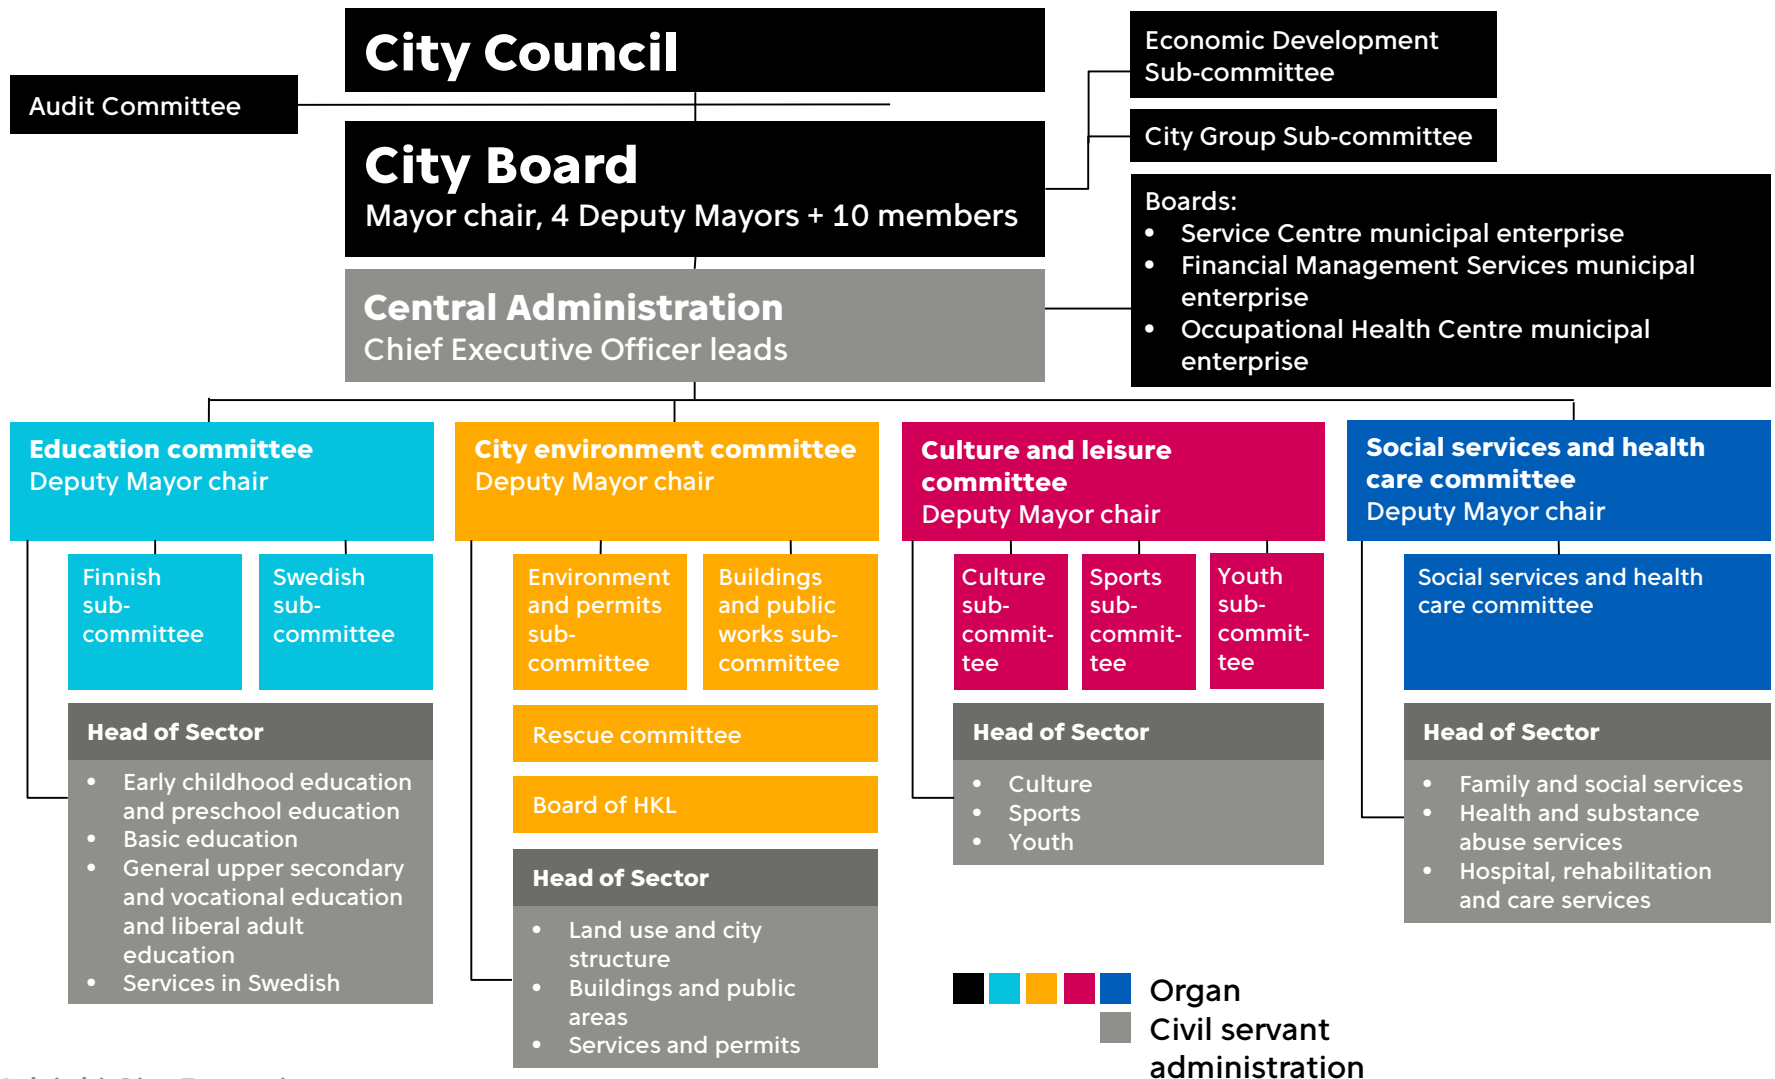 City Council
Audit Committee
City Board
Mayor chair, 4 Deputy Mayors + 10 members
Economic Development
Sub-committee
City Group Sub-committee
Central Administration
Chief Executive Officer leads
Boards:
• Service Centre municipal enterprise
• Financial Management Services municipal
enterprise
• Occupational Health Centre municipal
enterprise
Education committee
Deputy Mayor chair
Finnish
sub-
committee
Swedish
sub-
committee
Head of Sector
• Early childhood education
and preschool education
• Basic education
• General upper secondary
and vocational education
and liberal adult
education
• Services in Swedish
City environment committee
Deputy Mayor chair
Environment
and permits
sub-
committee
Buildings
and public
works sub-
committee
Rescue committee
Board of HKL
Head of Sector
• Land use and city
structure
• Buildings and public
areas
• Services and permits
Culture and leisure
committee
Deputy Mayor chair
Culture
sub-
commit-
tee
Sports
sub-
commit-
tee
Youth
sub-
commit-
tee
Head of Sector
• Culture
• Sports
• Youth
Social services and health
care committee
Deputy Mayor chair
Social services and health
care committee
Head of Sector
• Family and social services
• Health and substance
abuse services
• Hospital, rehabilitation
and care services
Organ
Civil servant
administration